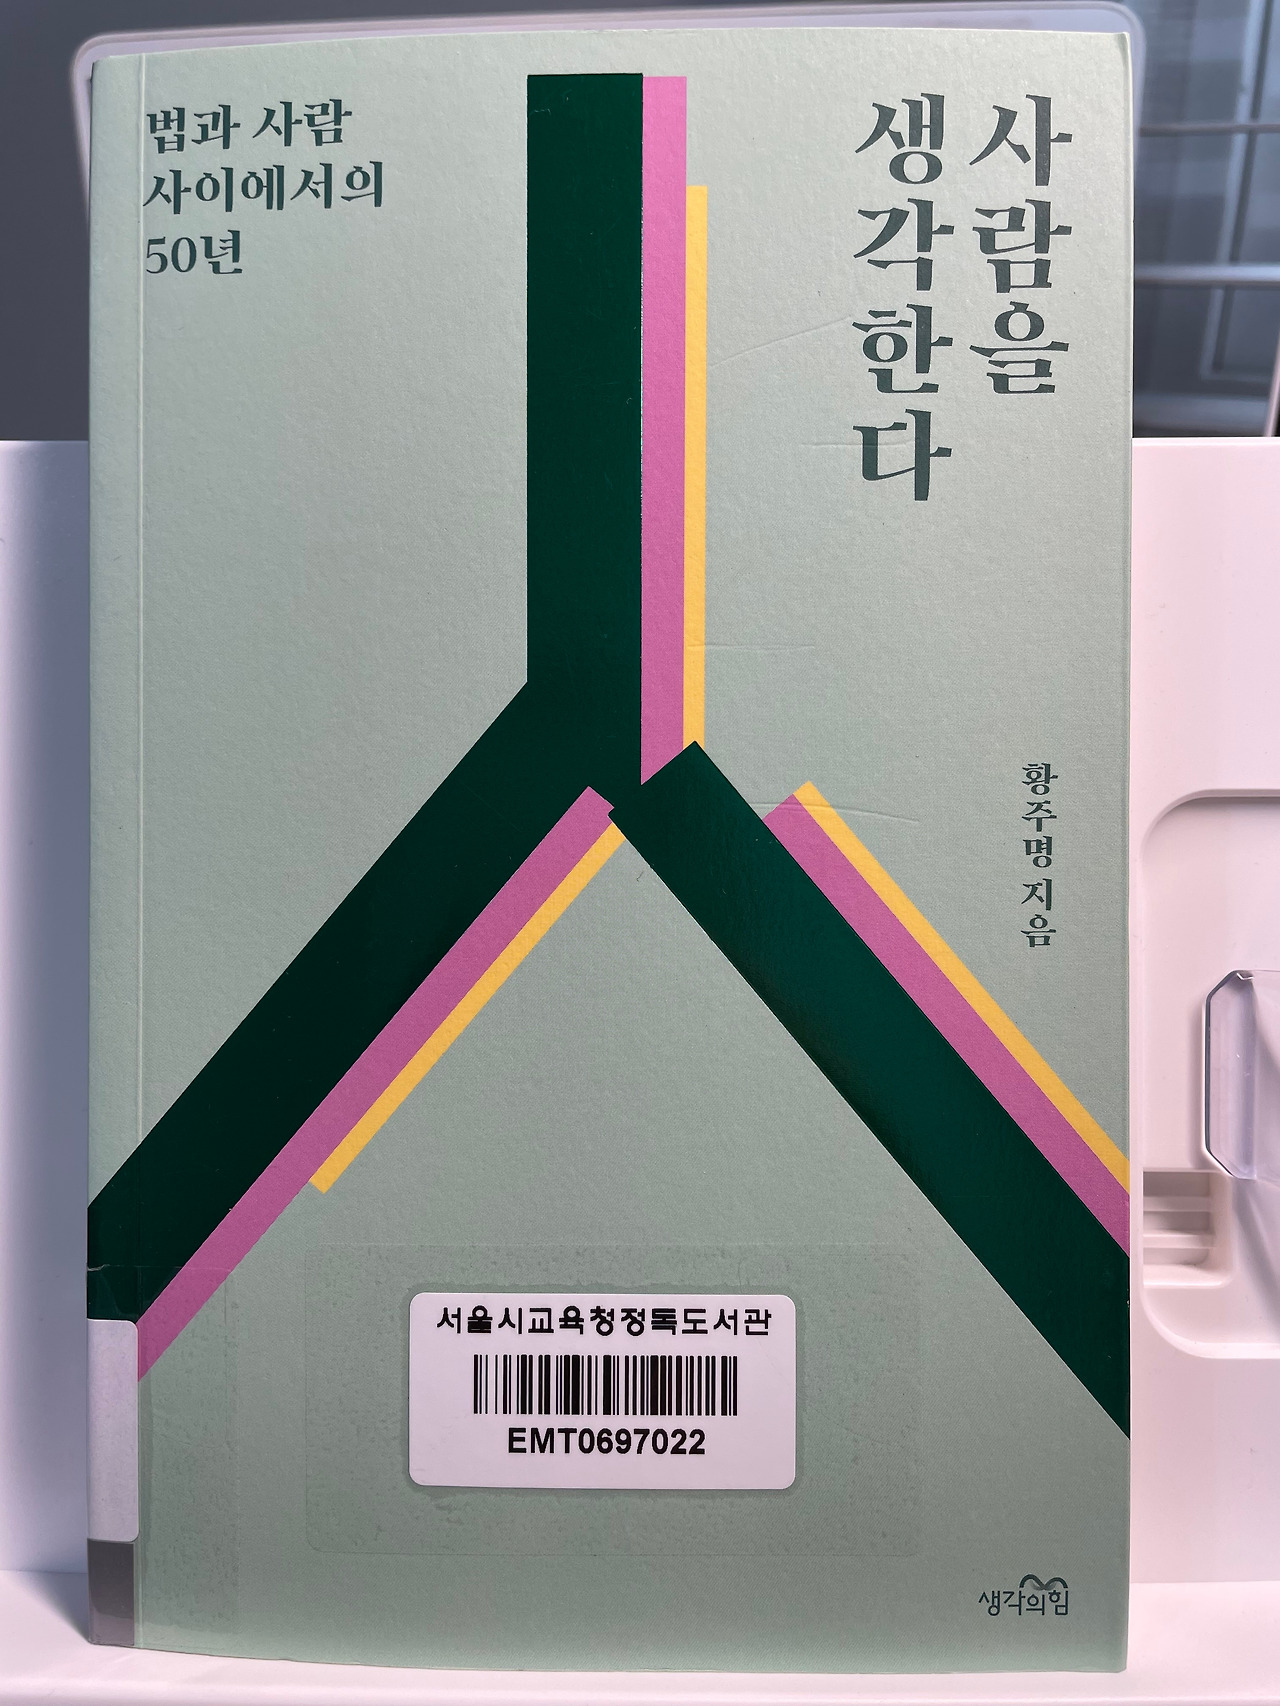 법과 사람
사이에서의
50년
사람을
생각한다
황주명 지음
서울시교육청정독도서관
EMT0697022
생각의힘